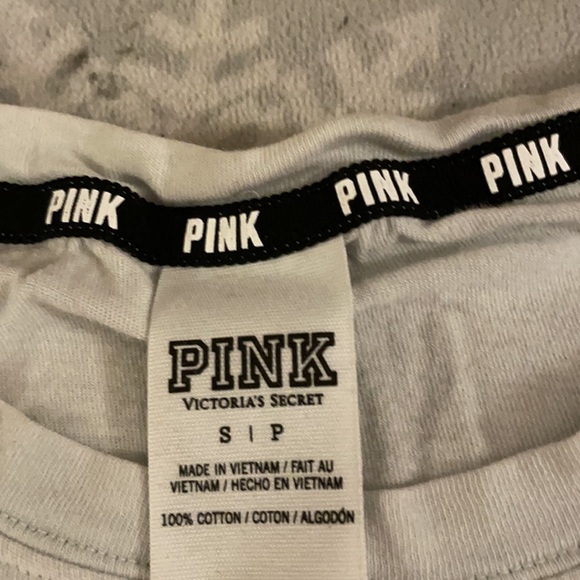 PINK PINK PINK PINK
PINK
VICTORIA'S SECRET
S | P
MADE IN VIETNAM / FAIT AU
VIETNAM / HECHO EN VIETNAM
100% COTTON / COTON / ALGODÓN